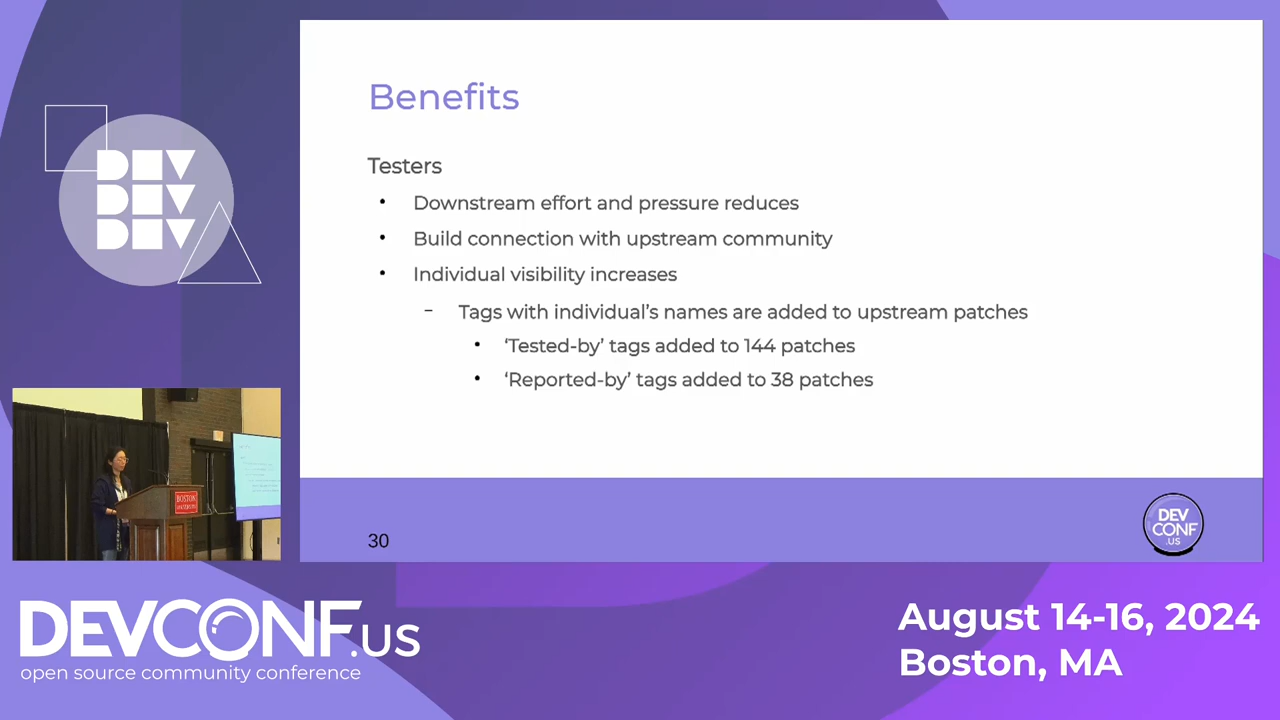 Benefits
Testers
• Downstream effort and pressure reduces
• Build connection with upstream community
• Individual visibility increases
– Tags with individual’s names are added to upstream patches
• ‘Tested-by’ tags added to 144 patches
• ‘Reported-by’ tags added to 38 patches
30
DEV
CONF
.US
DEV
DEV
DEV
BOSTON
UNIVERSITY
DEVCONF.us
open source community conference
August 14-16, 2024
Boston, MA